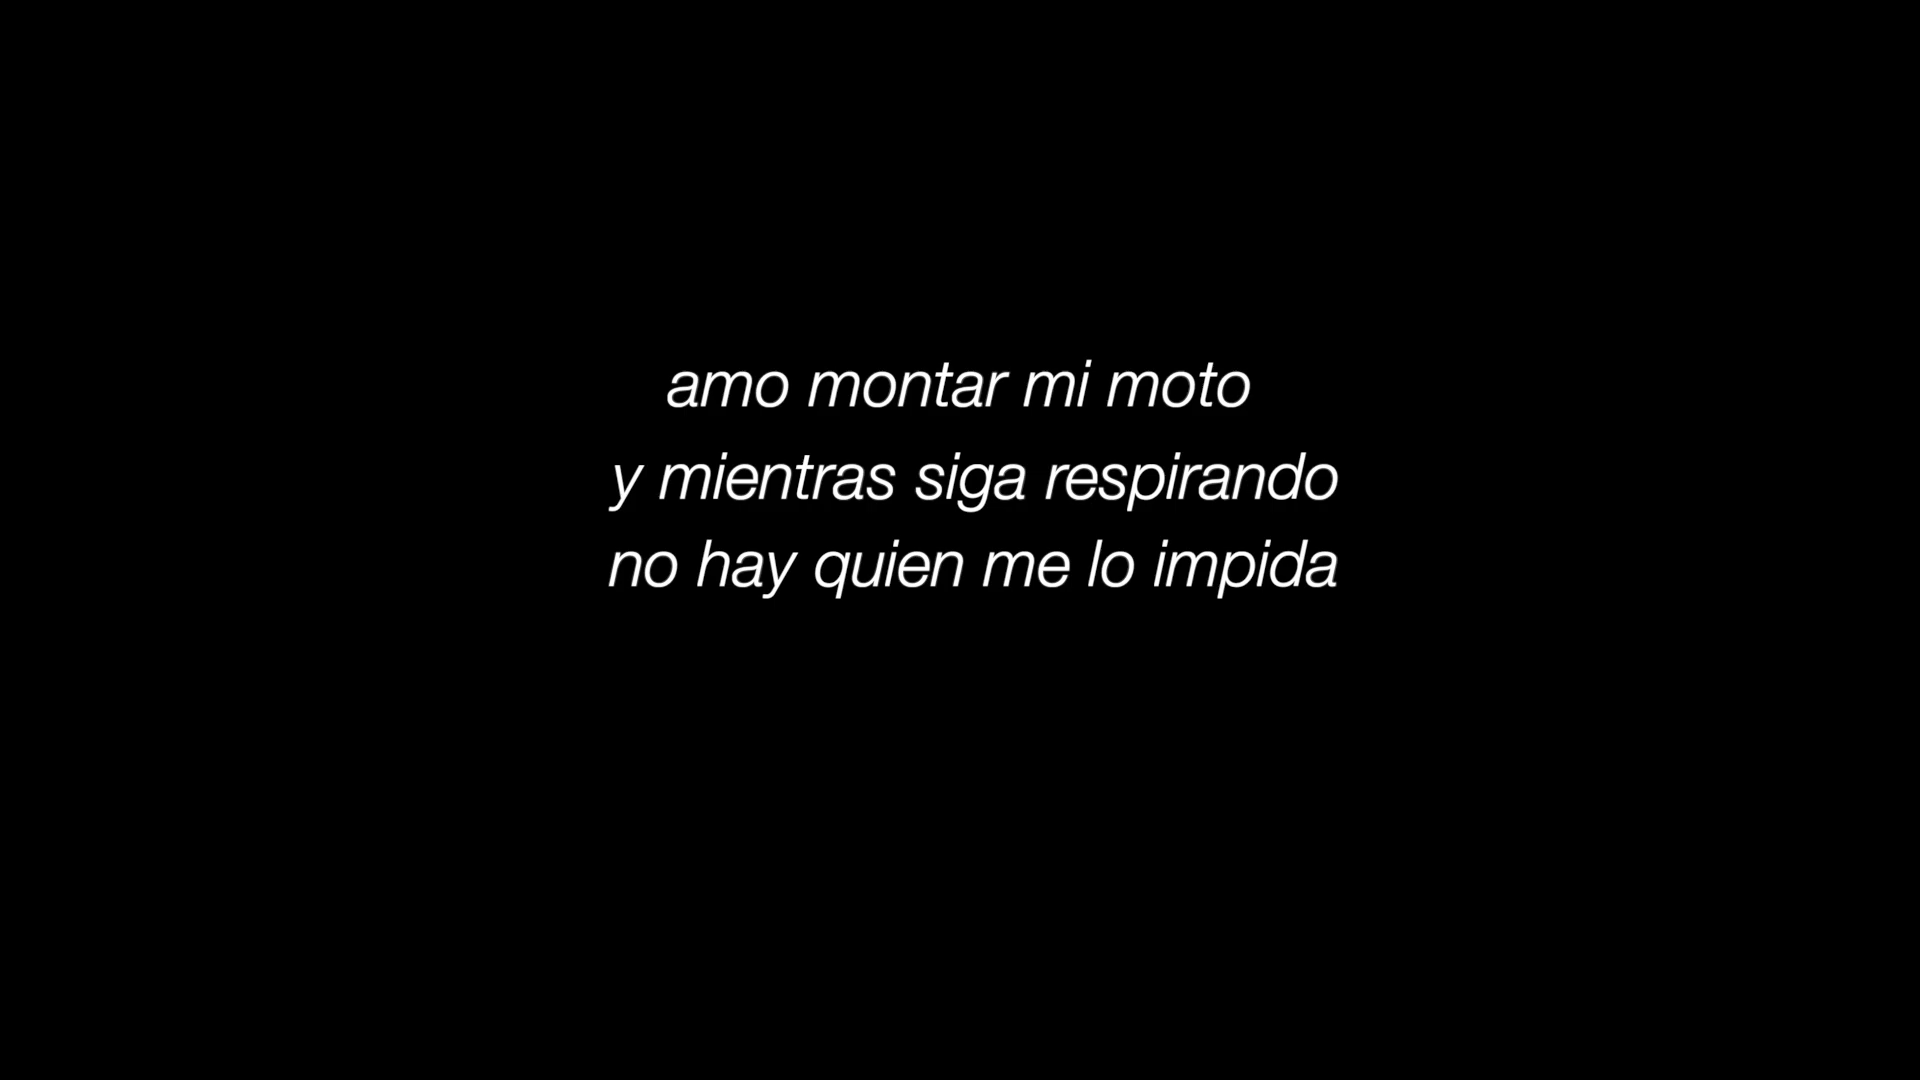 amo montar mi moto
y mientras siga respirando
no hay quien me lo impida